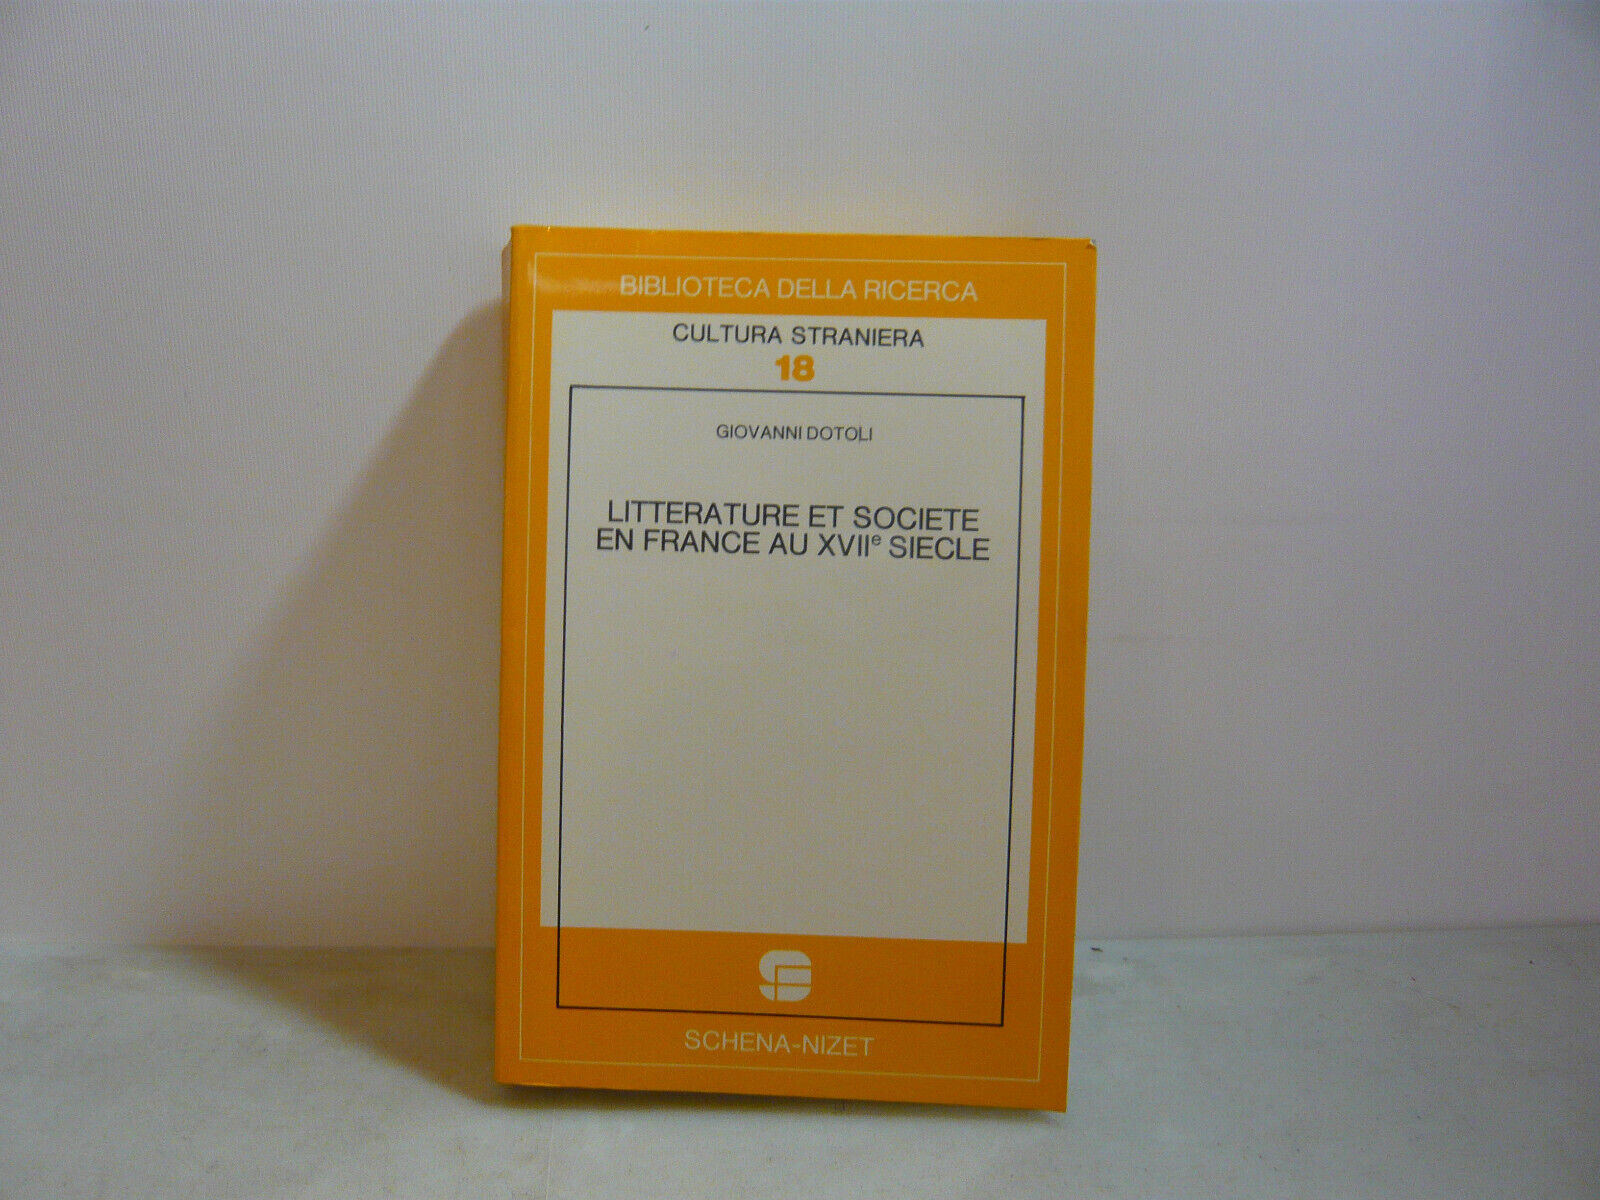 BIBLIOTECA DELLA RICERCA
CULTURA STRANIERA
18
GIOVANNI DOTOLI
LITTERATURE ET SOCIETE
EN FRANCE AU XVIIe SIECLE
SCHENA-NIZET